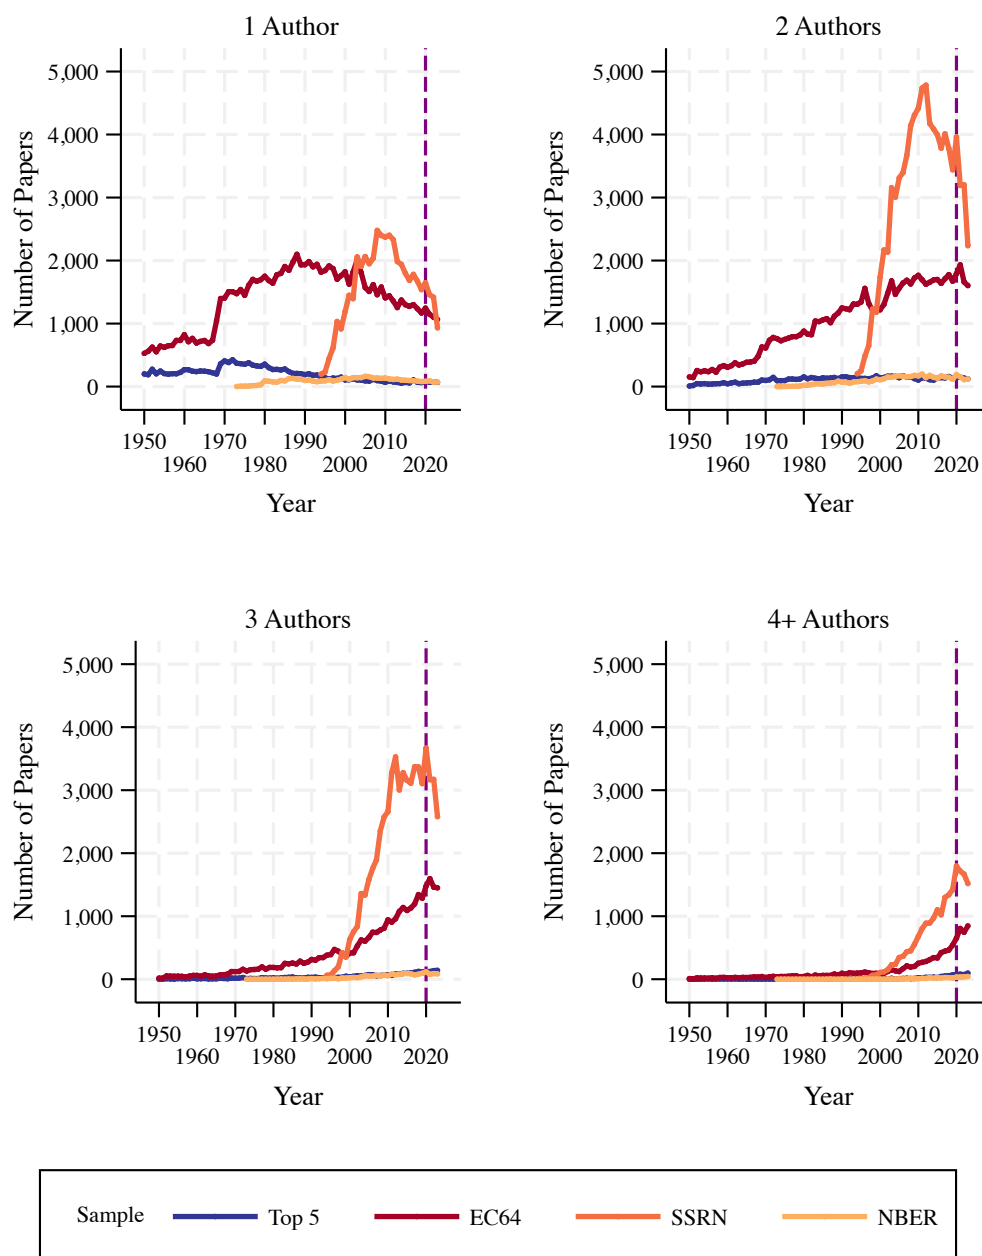 1 Author
Number of Papers
5,000
4,000
3,000
2,000
1,000
0
1950 1970 1990 2010
1960 1980 2000 2020
Year
2 Authors
Number of Papers
5,000
4,000
3,000
2,000
1,000
0
1950 1970 1990 2010
1960 1980 2000 2020
Year
3 Authors
Number of Papers
5,000
4,000
3,000
2,000
1,000
0
1950 1970 1990 2010
1960 1980 2000 2020
Year
4+ Authors
Number of Papers
5,000
4,000
3,000
2,000
1,000
0
1950 1970 1990 2010
1960 1980 2000 2020
Year
Sample Top 5 EC64 SSRN NBER